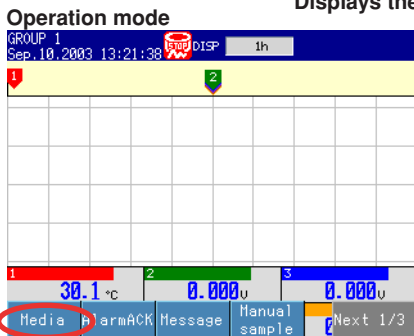 Displays the
Operation mode
GROUP 1
Sep.10.2003 13:21:38 STOP DISP 1h
1 2
1 2 3
30.1 °C 0.000 V 0.000 V
Media AlarmACK Message Manual sample Next 1/3